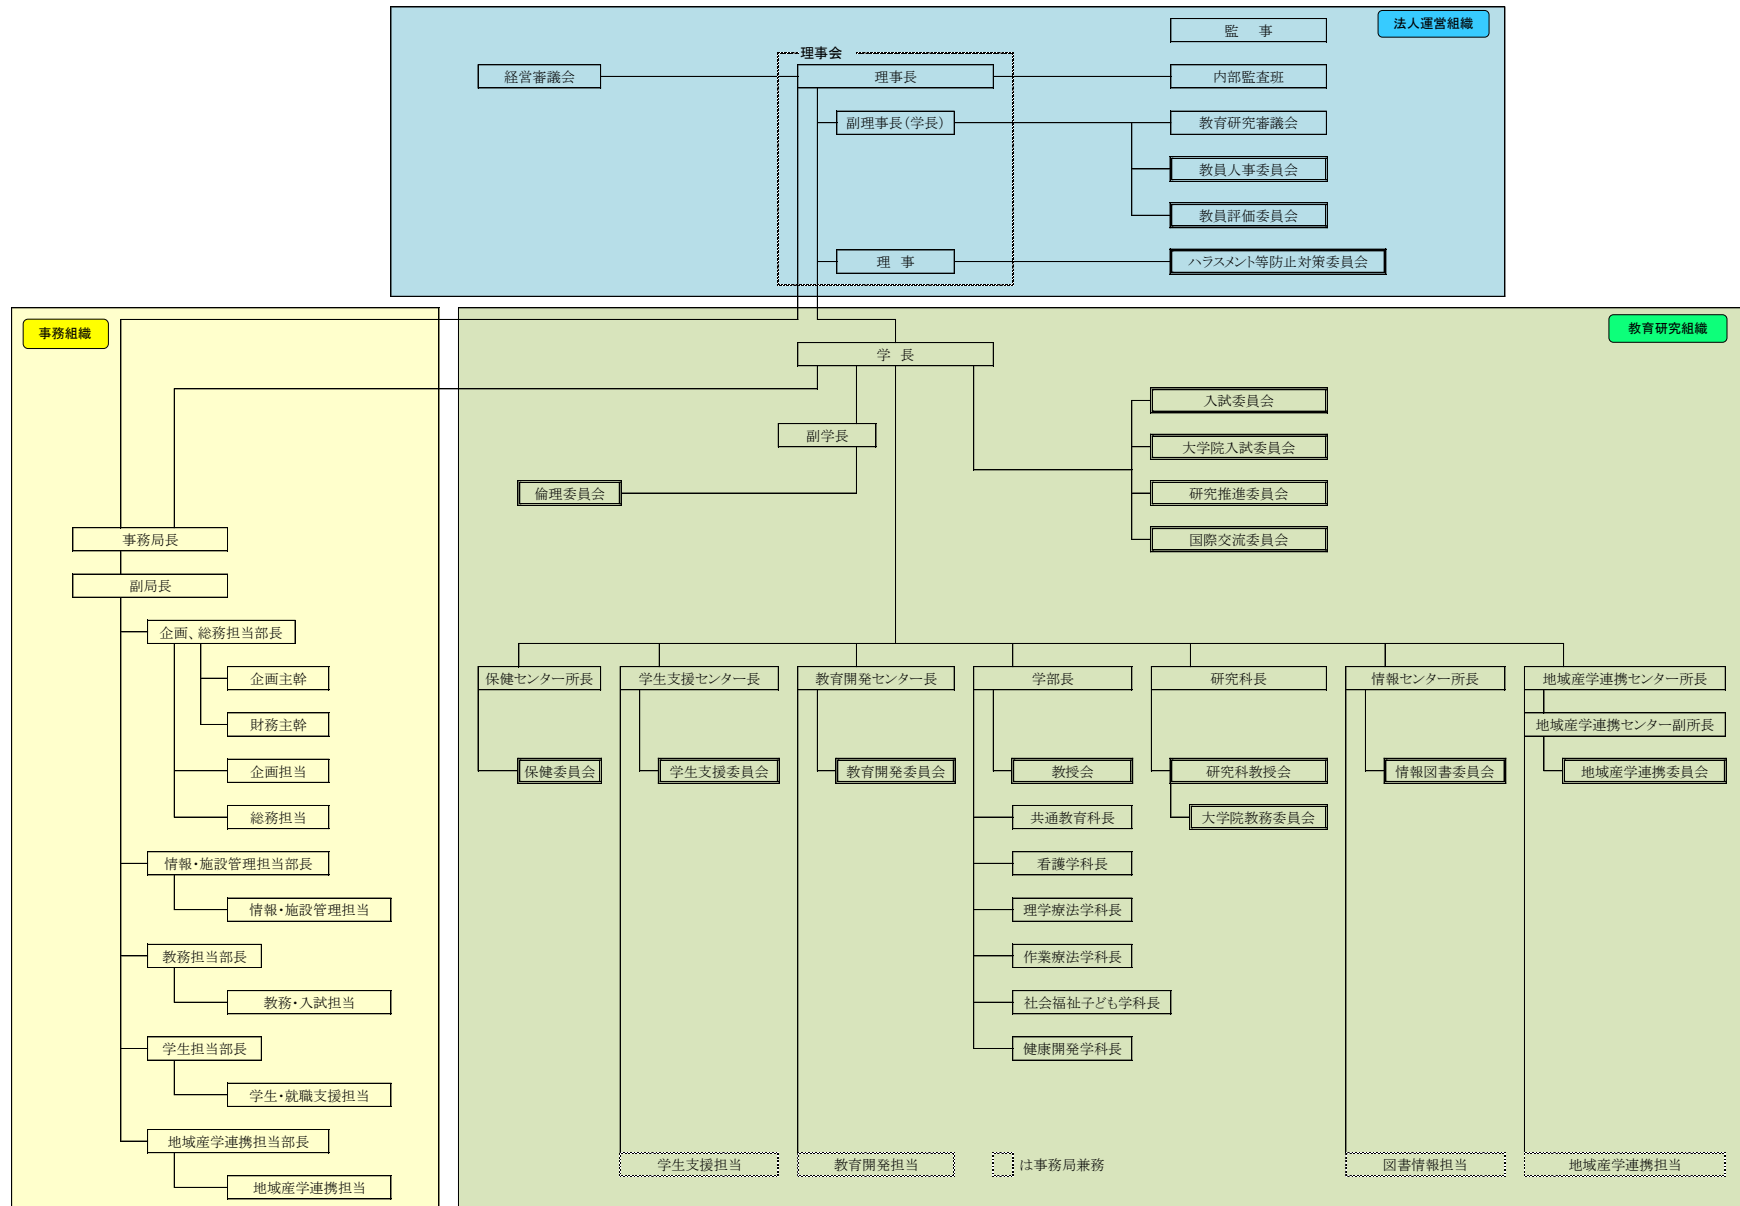 法人運営組織
監　事
理事会
経営審議会
理事長
内部監査班
副理事長(学長)
教育研究審議会
教員人事委員会
教員評価委員会
理　事
ハラスメント等防止対策委員会
事務組織
事務局長
副局長
企画、総務担当部長
企画主幹
財務主幹
企画担当
総務担当
情報・施設管理担当部長
情報・施設管理担当
教務担当部長
教務・入試担当
学生担当部長
学生・就職支援担当
地域産学連携担当部長
地域産学連携担当
教育研究組織
学　長
入試委員会
副学長
大学院入試委員会
倫理委員会
研究推進委員会
国際交流委員会
保健センター所長
学生支援センター長
教育開発センター長
学部長
研究科長
情報センター所長
地域産学連携センター所長
地域産学連携センター副所長
保健委員会
学生支援委員会
教育開発委員会
教授会
研究科教授会
情報図書委員会
地域産学連携委員会
共通教育科長
大学院教務委員会
看護学科長
理学療法学科長
作業療法学科長
社会福祉子ども学科長
健康開発学科長
学生支援担当
教育開発担当
は事務局兼務
図書情報担当
地域産学連携担当